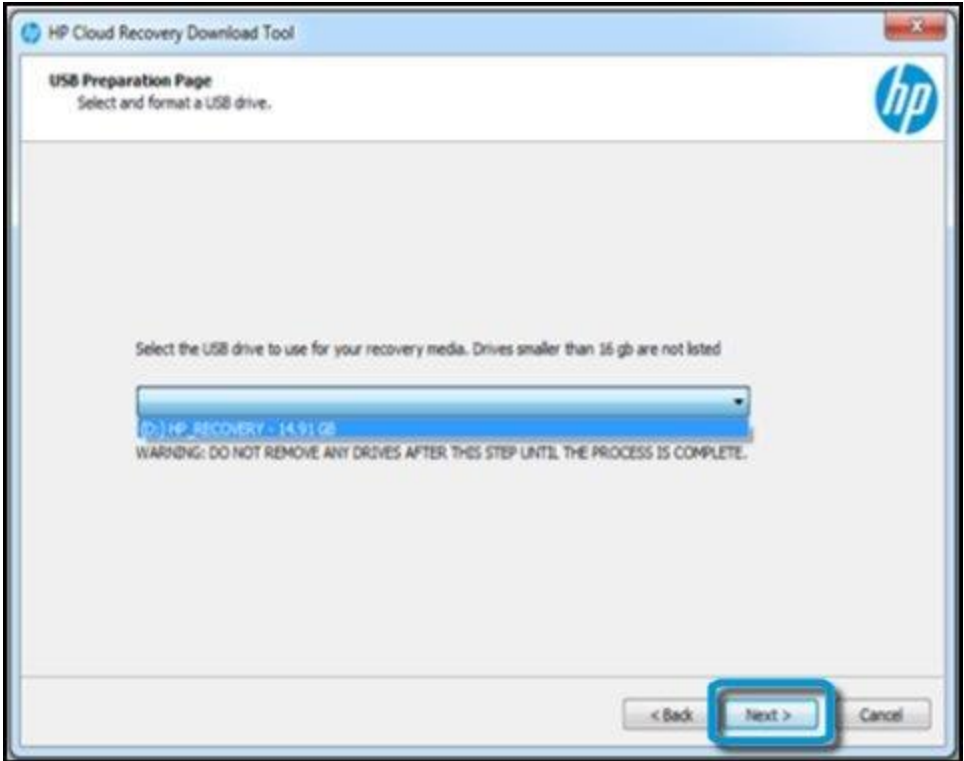 HP Cloud Recovery Download Tool
USB Preparation Page
Select and format a USB drive.
hp
Select the USB drive to use for your recovery media. Drives smaller than 16 gb are not listed
(D:) HP_RECOVERY - 14.91 GB
WARNING: DO NOT REMOVE ANY DRIVES AFTER THIS STEP UNTIL THE PROCESS IS COMPLETE.
< Back Next > Cancel